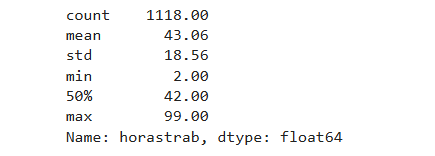 count    1118.00
mean       43.06
std        18.56
min         2.00
50%        42.00
max        99.00
Name: horastrab, dtype: float64